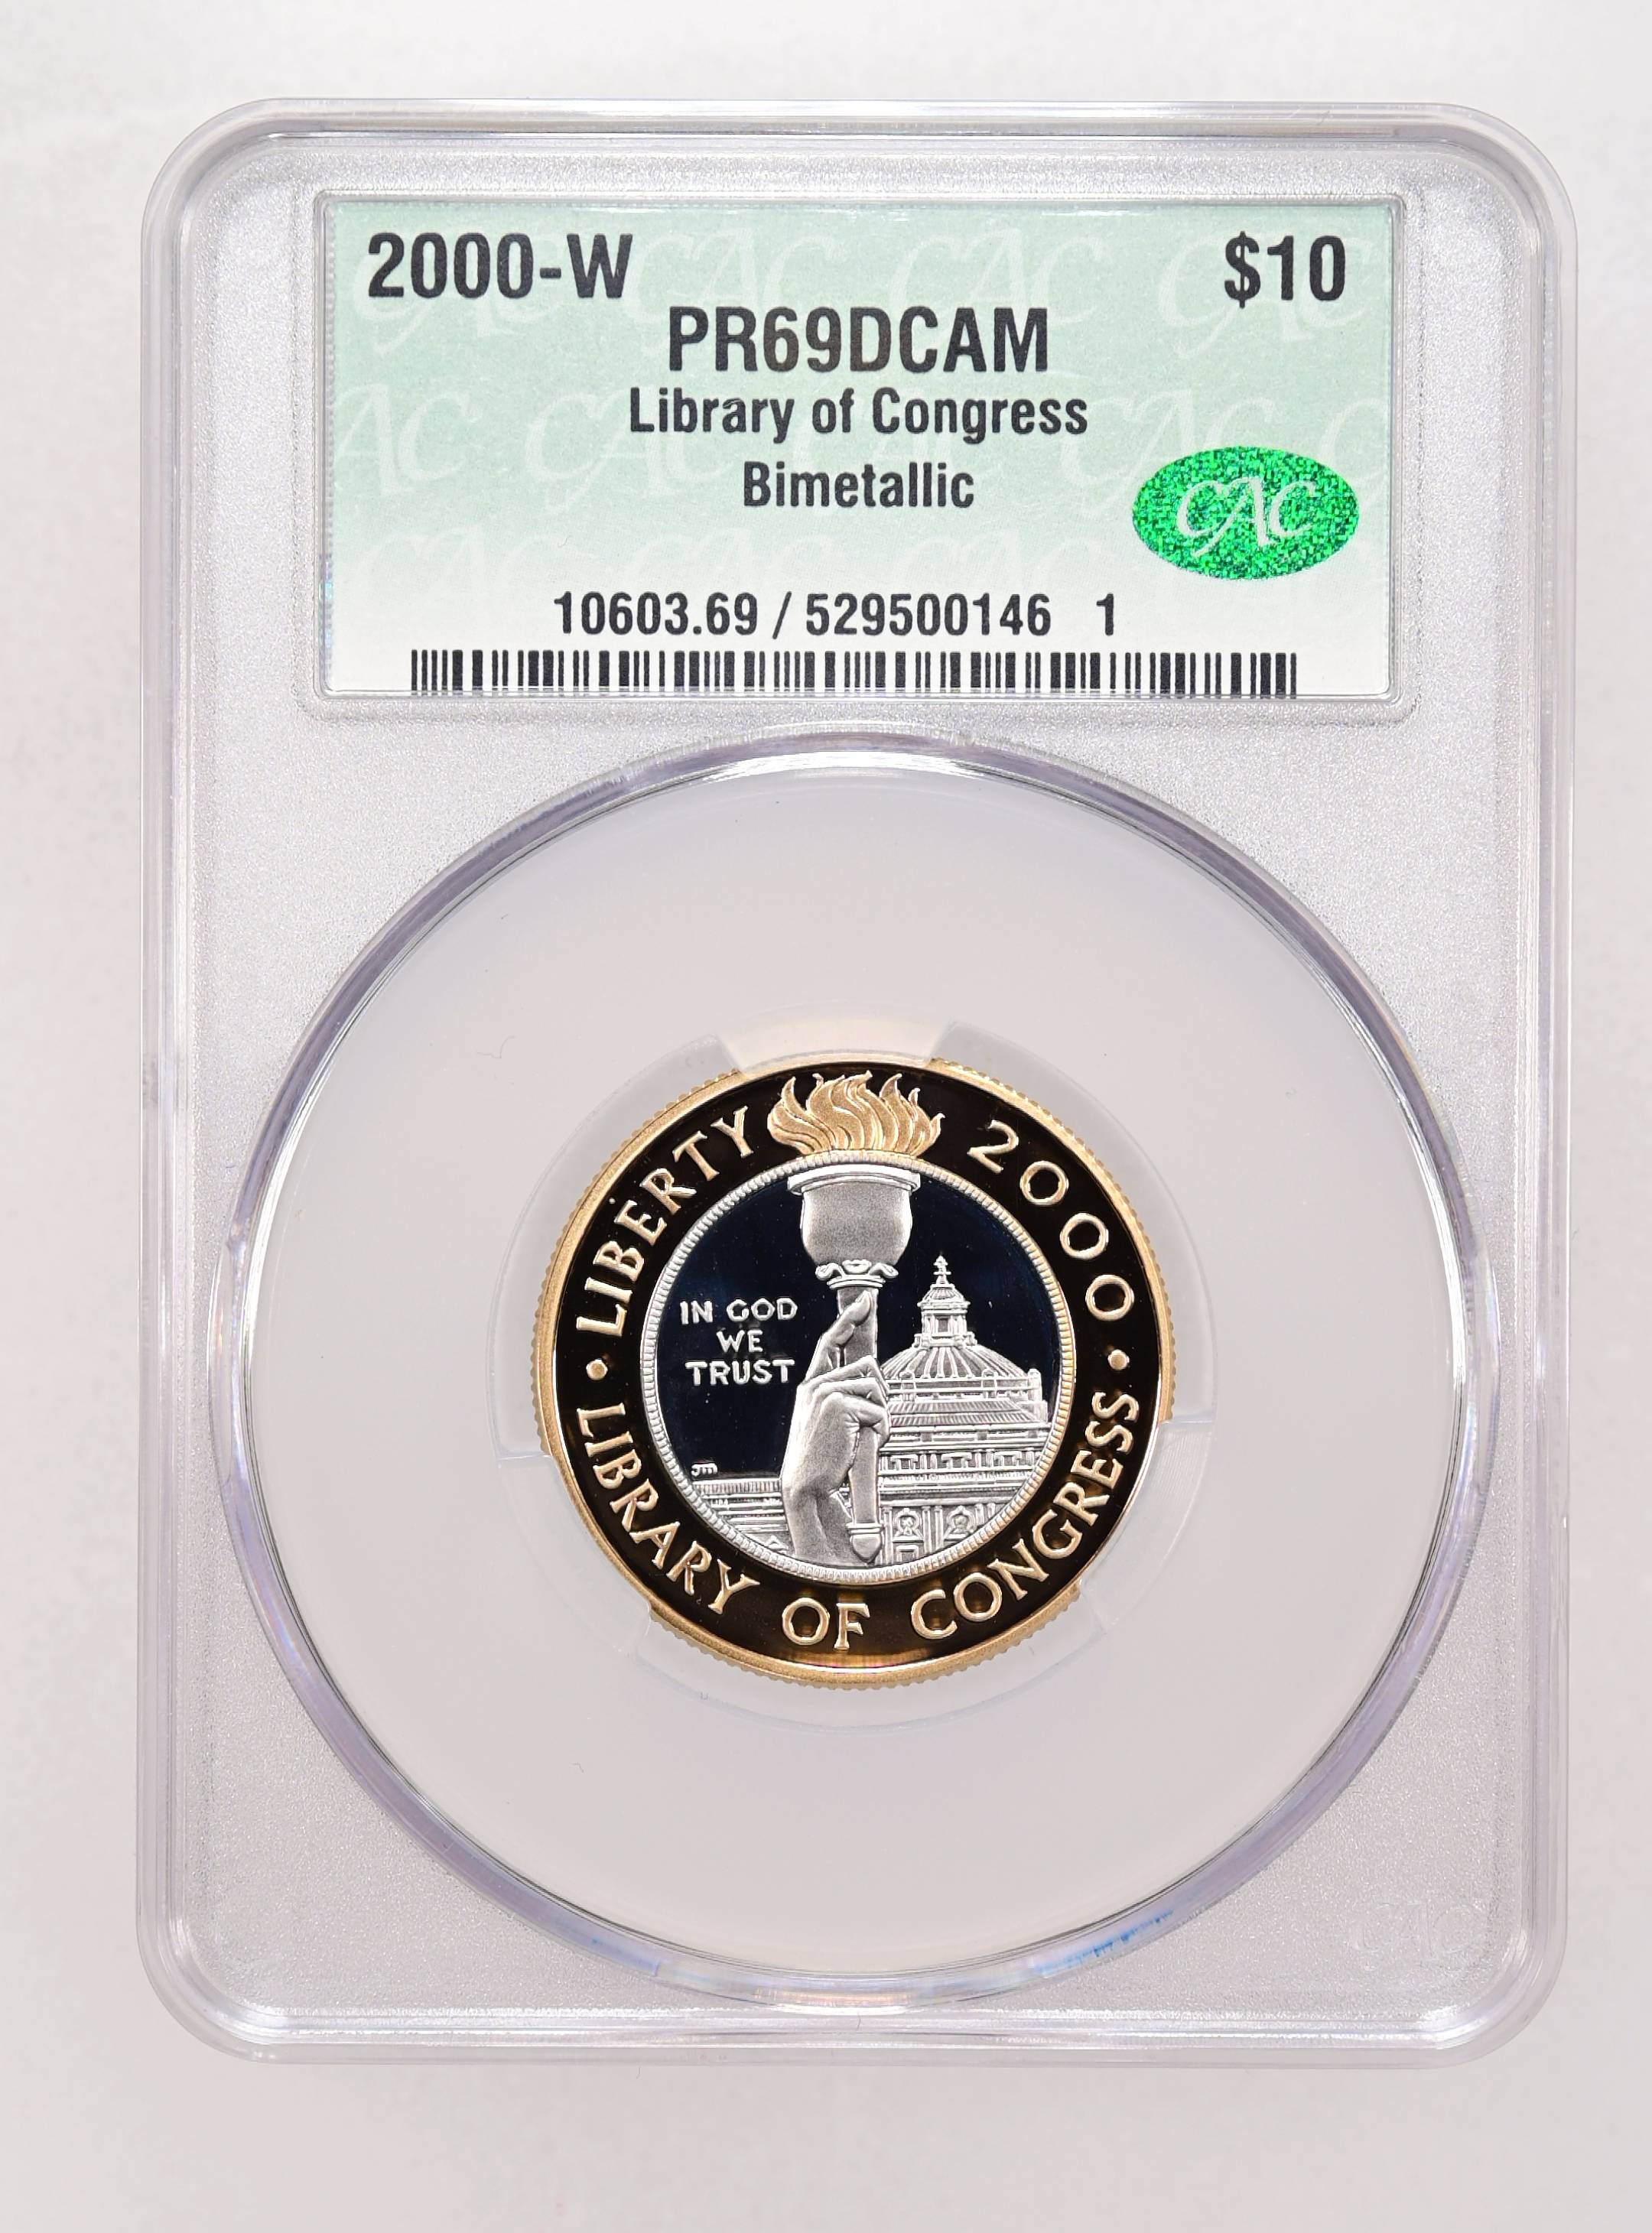 2000-W $10
PR69DCAM
Library of Congress
Bimetallic
CAC
10603.69 / 529500146 1
LIBERTY 2000
IN GOD
WE
TRUST
JM
• LIBRARY OF CONGRESS •